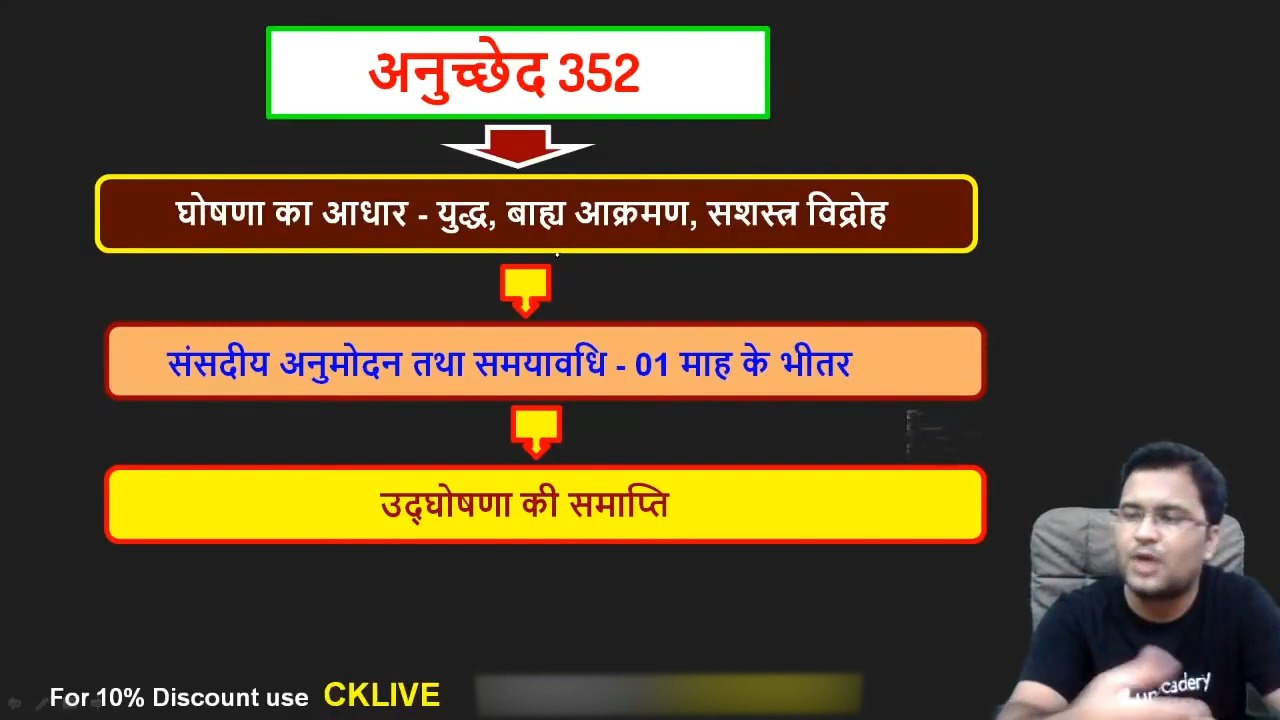 अनुच्छेद 352
घोषणा का आधार - युद्ध, बाह्य आक्रमण, सशस्त्र विद्रोह
संसदीय अनुमोदन तथा समयावधि - 01 माह के भीतर
उद्घोषणा की समाप्ति
For 10% Discount use CKLIVE